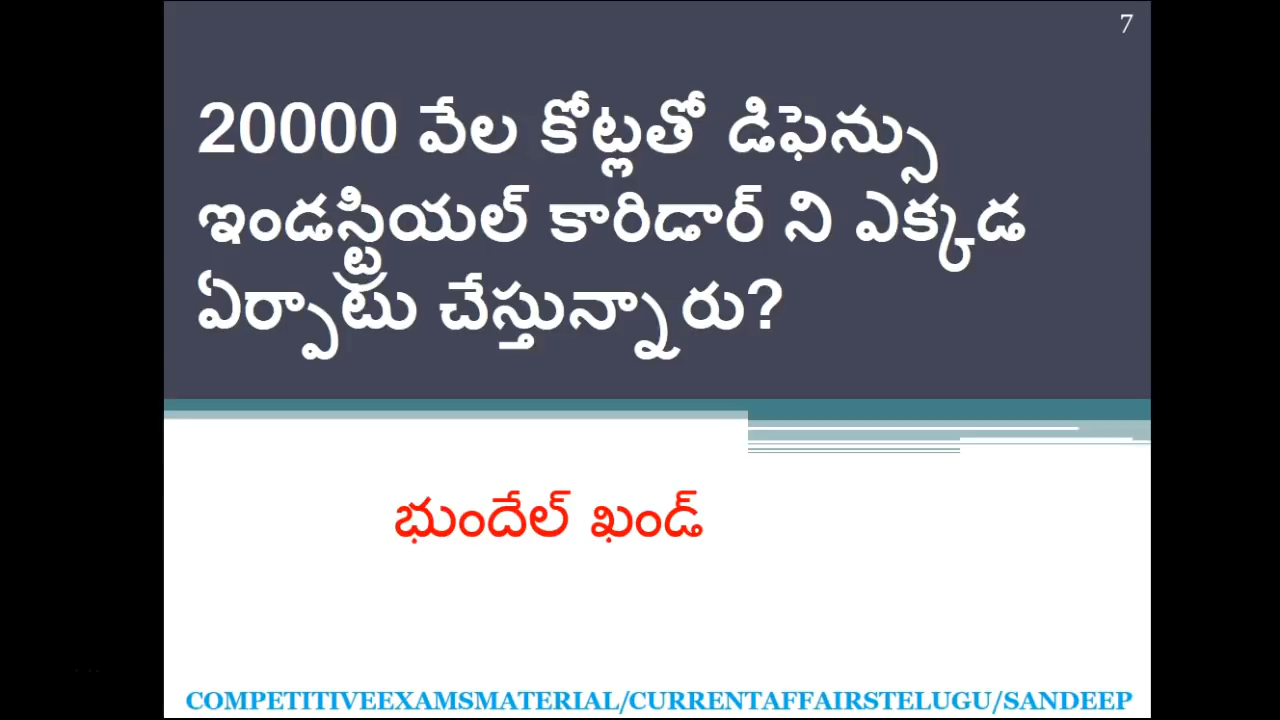 7
20000 వేల కోట్లతో డిఫెన్సు
ఇండస్ట్రియల్ కారిడార్ ని ఎక్కడ
ఏర్పాటు చేస్తున్నారు?
భుందేల్ ఖండ్
COMPETITIVEEXAMSMATERIAL/CURRENTAFFAIRSTELUGU/SANDEEP